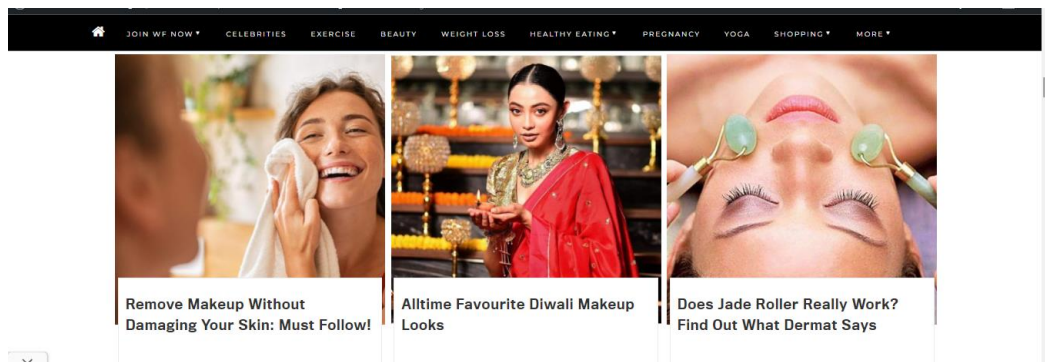 JOIN WF NOW CELEBRITIES EXERCISE BEAUTY WEIGHT LOSS HEALTHY EATING PREGNANCY YOGA SHOPPING MORE
Remove Makeup Without
Damaging Your Skin: Must Follow!
Alltime Favourite Diwali Makeup
Looks
Does Jade Roller Really Work?
Find Out What Dermat Says